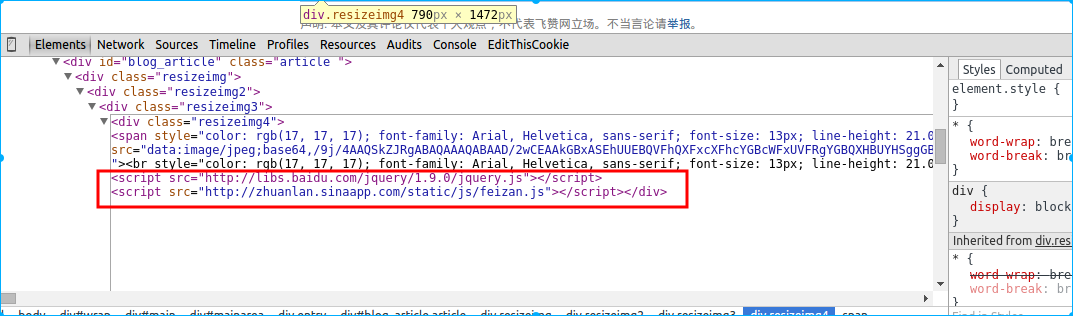 div.resizeimg4 790px × 1472px
声明: 本文及其评论仅代表个人观点，不代表飞赞网立场。不当言论请举报。
Elements Network Sources Timeline Profiles Resources Audits Console EditThisCookie
<div id="blog_article" class="article ">
<div class="resizeimg">
<div class="resizeimg2">
<div class="resizeimg3">
<div class="resizeimg4">
<span style="color: rgb(17, 17, 17); font-family: Arial, Helvetica, sans-serif; font-size: 13px; line-height: 21.0
src="data:image/jpeg;base64,/9j/4AAQSkZJRgABAQAAAQABAAD/2wCEAAkGBxASEhUUEBQVFhQXFxcXFhcYGBcWFxUVFRgYGBQXHBUYHSggGB
"><br style="color: rgb(17, 17, 17); font-family: Arial, Helvetica, sans-serif; font-size: 13px; line-height: 21.0
<script src="http://libs.baidu.com/jquery/1.9.0/jquery.js"></script>
<script src="http://zhuanlan.sinaapp.com/static/js/feizan.js"></script></div>
Styles Computed
element.style {
}
* {
word-wrap: bre
word-break: br
}
div {
display: block
}
Inherited from div.res
* {
word-wrap: bre
word-break: br
}
Find in Styles
body div#wrap div#main div#mainarea div.entry div#blog_article.article div.resizeimg div.resizeimg2 div.resizeimg3 div.resizeimg4 span